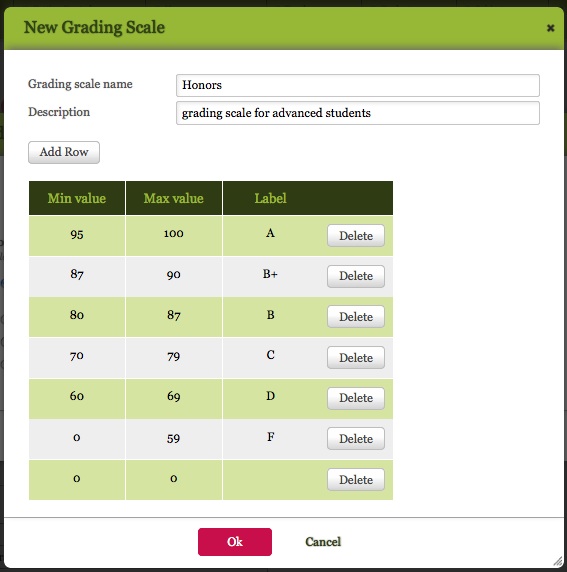 New Grading Scale
Grading scale name Honors
Description grading scale for advanced students
Add Row
Min value Max value Label
95 100 A Delete
87 90 B+ Delete
80 87 B Delete
70 79 C Delete
60 69 D Delete
0 59 F Delete
0 0 Delete
Ok Cancel